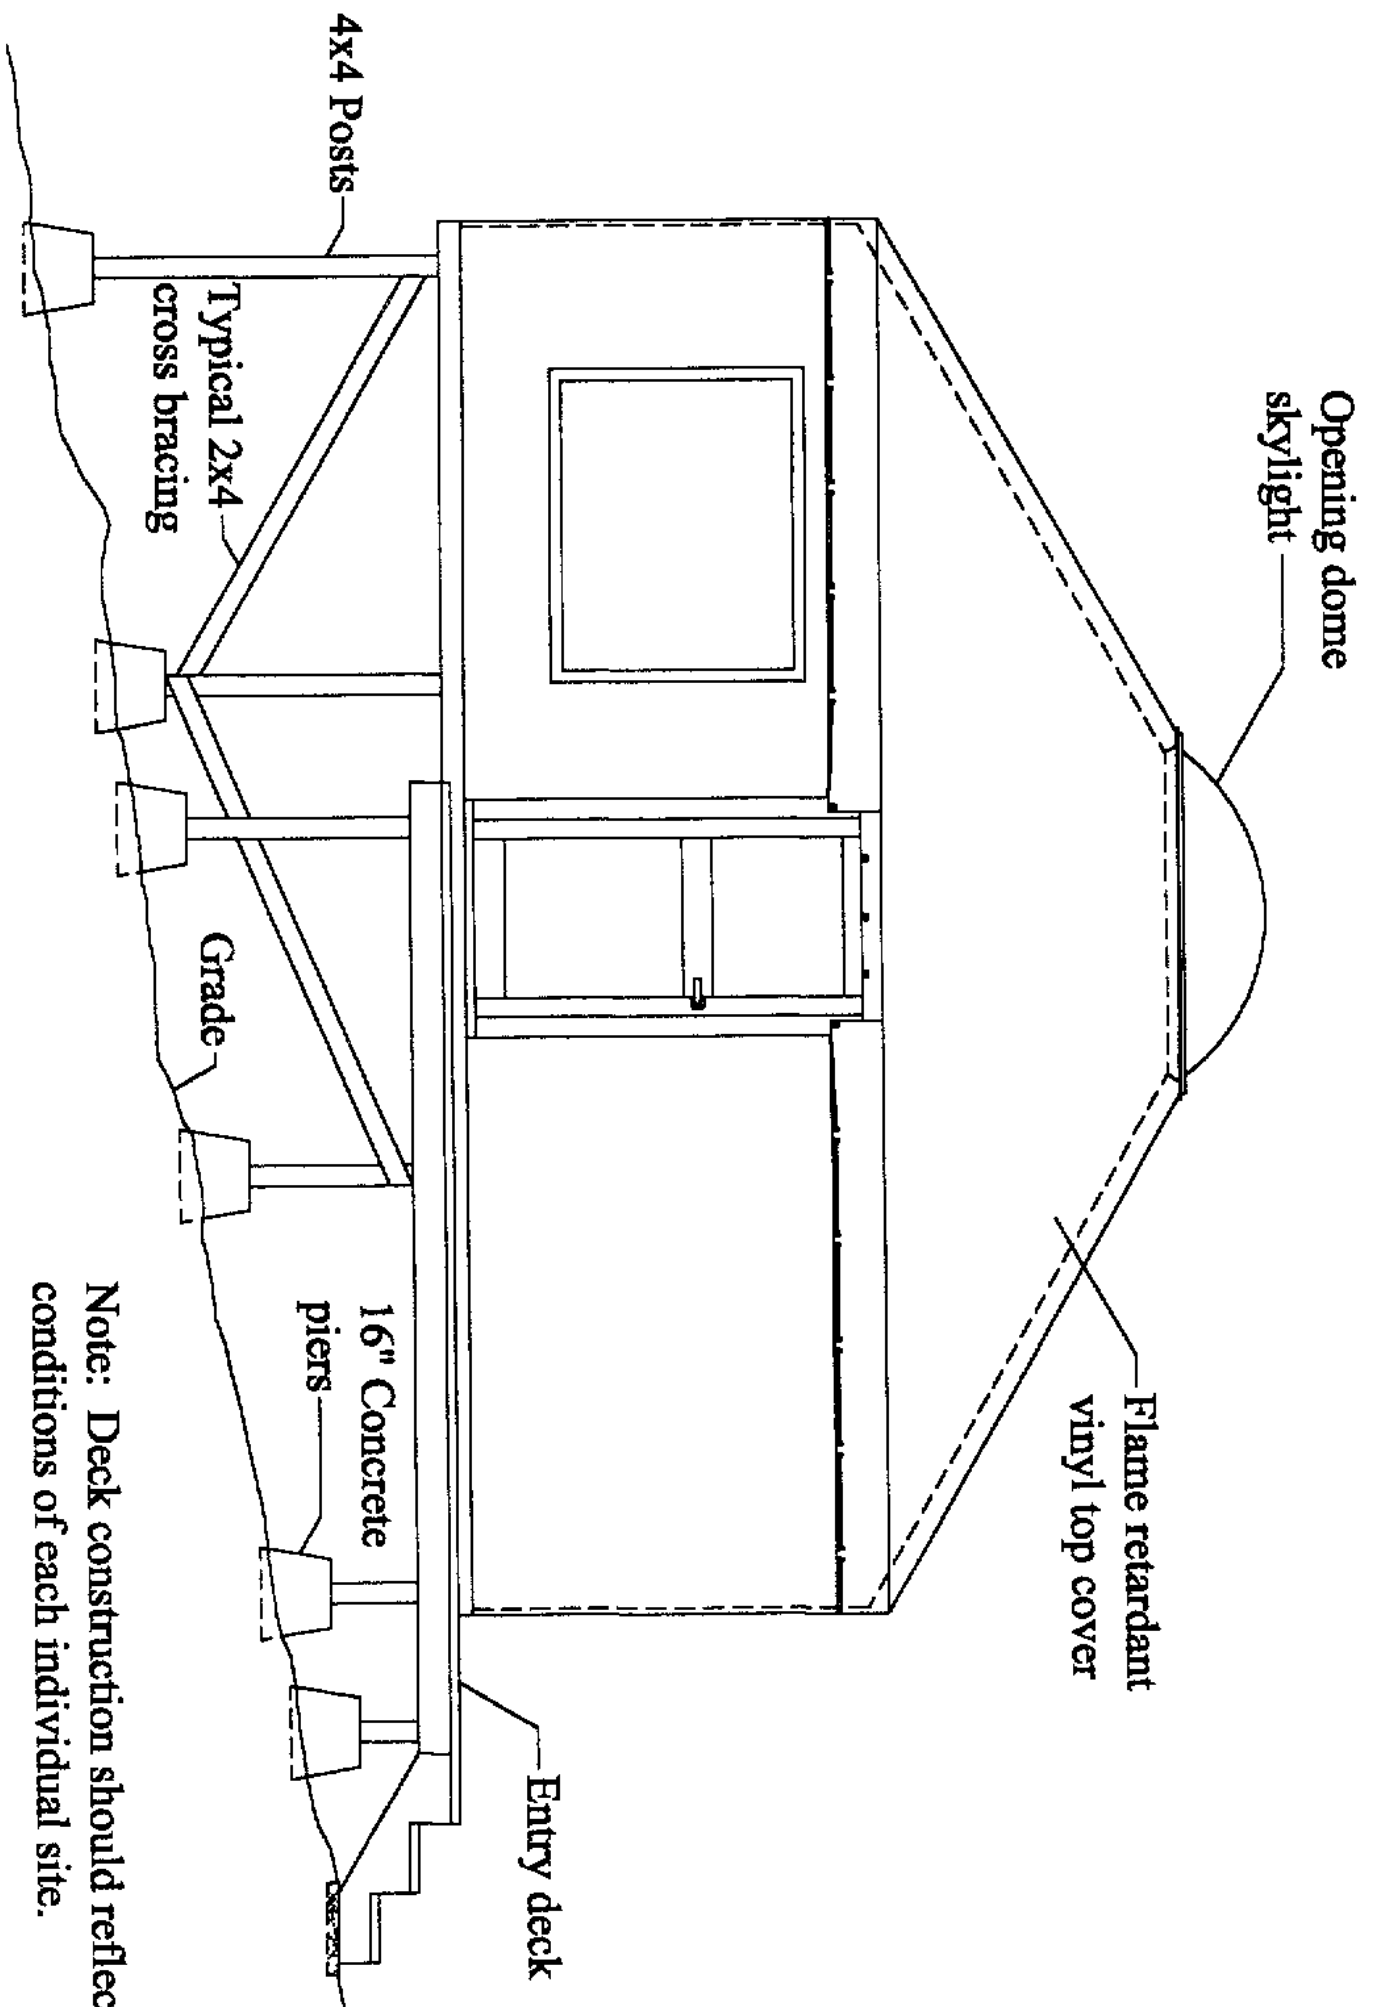 Opening dome
skylight
Flame retardant
vinyl top cover
Entry deck
4x4 Posts
Typical 2x4
cross bracing
Grade
16" Concrete
piers
Note: Deck construction should reflec
conditions of each individual site.